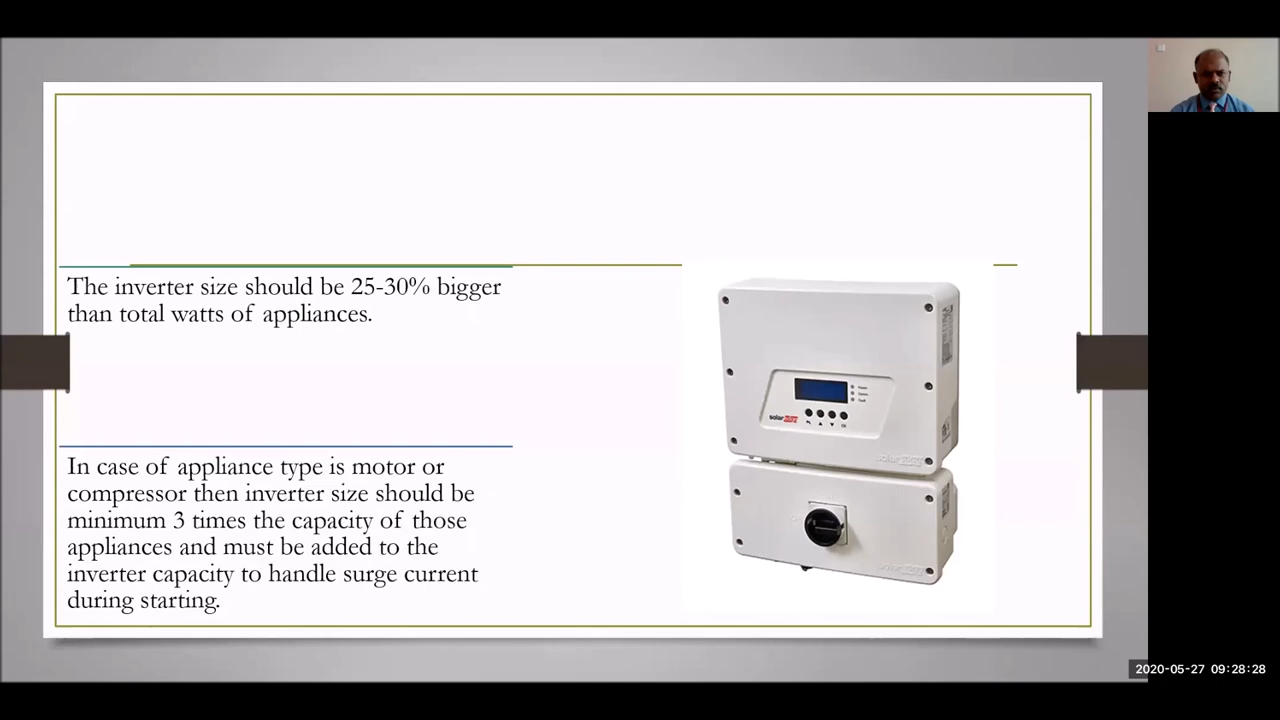 The inverter size should be 25-30% bigger
than total watts of appliances.
In case of appliance type is motor or
compressor then inverter size should be
minimum 3 times the capacity of those
appliances and must be added to the
inverter capacity to handle surge current
during starting.
solar
2020-05-27 09:28:28